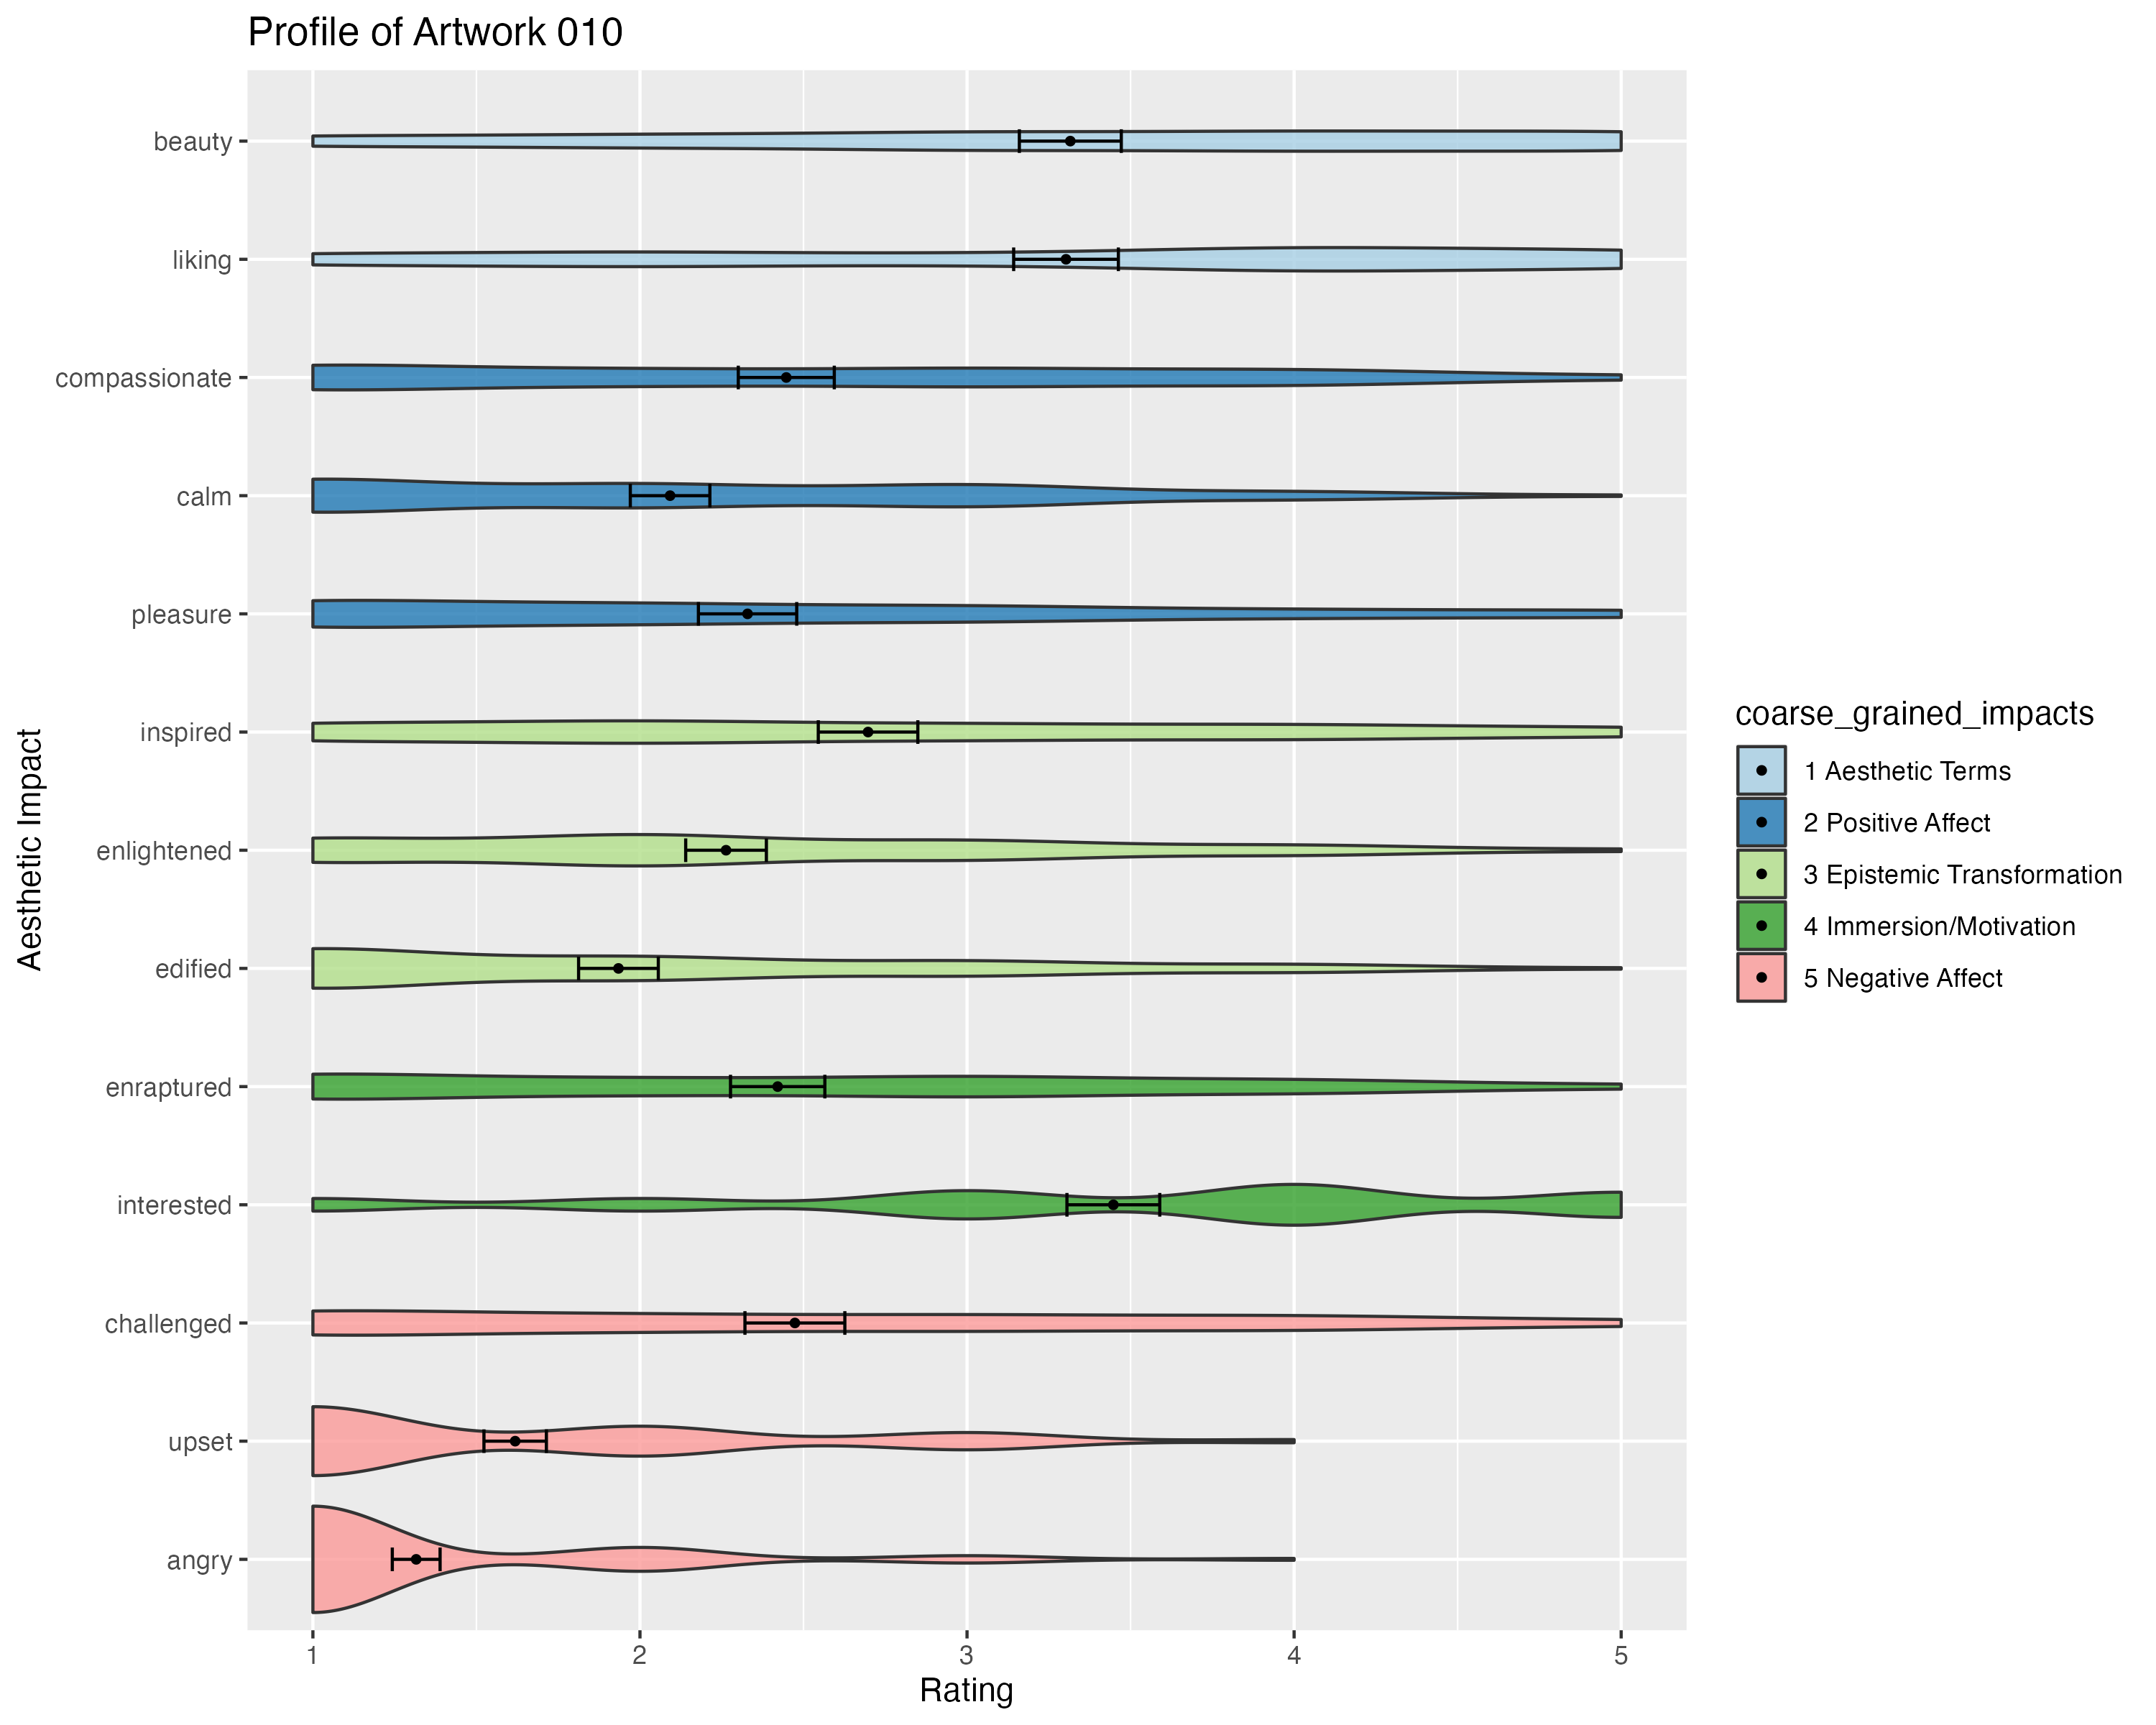 Profile of Artwork 010
Aesthetic Impact
beauty
liking
compassionate
calm
pleasure
inspired
enlightened
edified
enraptured
interested
challenged
upset
angry
1 2 3 4 5
Rating
coarse_grained_impacts
1 Aesthetic Terms
2 Positive Affect
3 Epistemic Transformation
4 Immersion/Motivation
5 Negative Affect